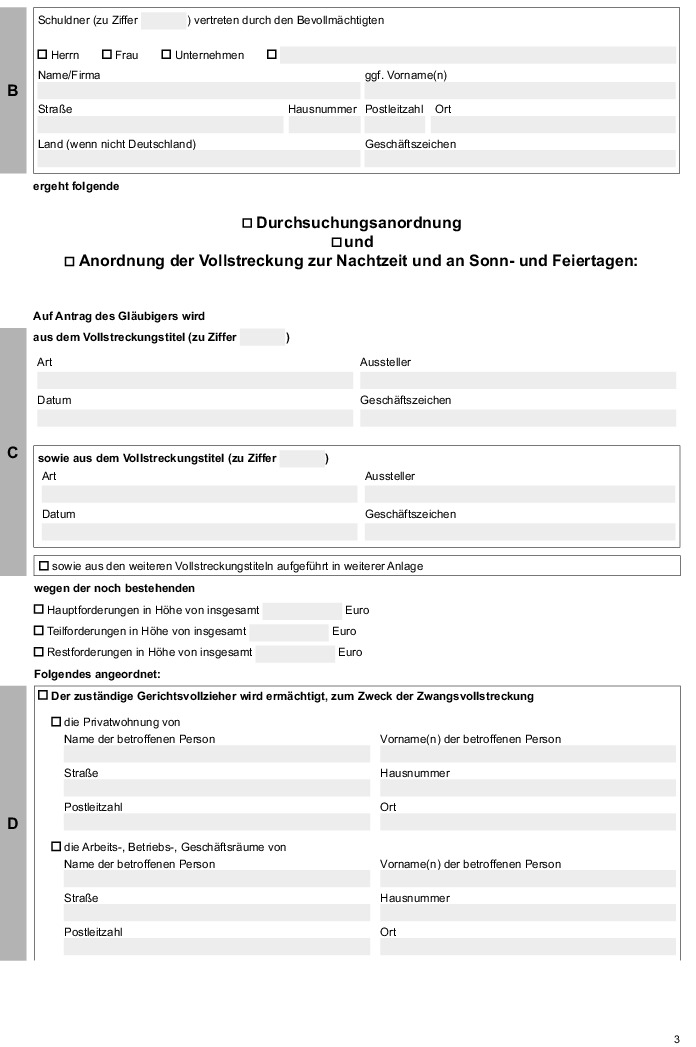 Schuldner (zu Ziffer ) vertreten durch den Bevollmächtigten
☐ Herrn ☐ Frau ☐ Unternehmen ☐
Name/Firma ggf. Vorname(n)
B
Straße Hausnummer Postleitzahl Ort
Land (wenn nicht Deutschland) Geschäftszeichen
ergeht folgende
☐ Durchsuchungsanordnung
☐ und
☐ Anordnung der Vollstreckung zur Nachtzeit und an Sonn- und Feiertagen:
Auf Antrag des Gläubigers wird
aus dem Vollstreckungstitel (zu Ziffer )
Art Aussteller
Datum Geschäftszeichen
C
sowie aus dem Vollstreckungstitel (zu Ziffer )
Art Aussteller
Datum Geschäftszeichen
☐ sowie aus den weiteren Vollstreckungstiteln aufgeführt in weiterer Anlage
wegen der noch bestehenden
☐ Hauptforderungen in Höhe von insgesamt Euro
☐ Teilforderungen in Höhe von insgesamt Euro
☐ Restforderungen in Höhe von insgesamt Euro
Folgendes angeordnet:
☐ Der zuständige Gerichtsvollzieher wird ermächtigt, zum Zweck der Zwangsvollstreckung
☐ die Privatwohnung von
Name der betroffenen Person Vorname(n) der betroffenen Person
Straße Hausnummer
Postleitzahl Ort
D
☐ die Arbeits-, Betriebs-, Geschäftsräume von
Name der betroffenen Person Vorname(n) der betroffenen Person
Straße Hausnummer
Postleitzahl Ort
3